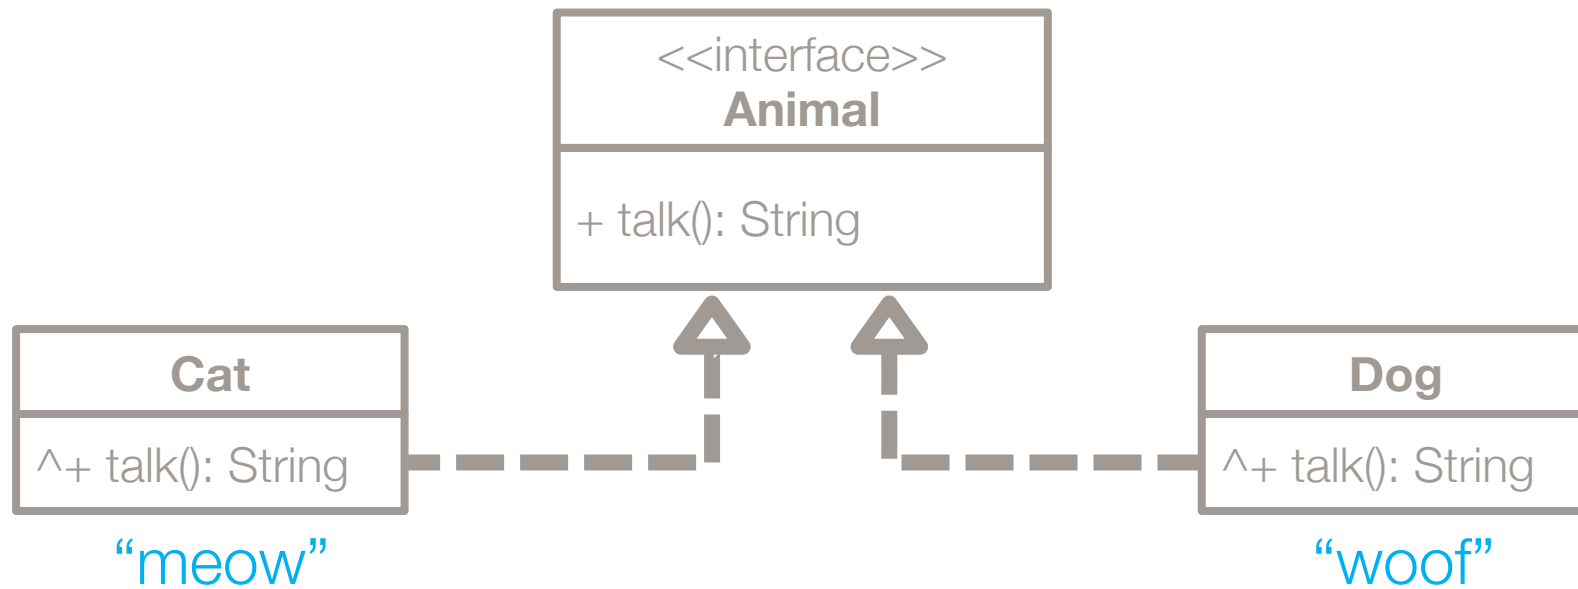 <<interface>>
Animal
+ talk(): String
Cat
^+ talk(): String
“meow”
Dog
^+ talk(): String
“woof”